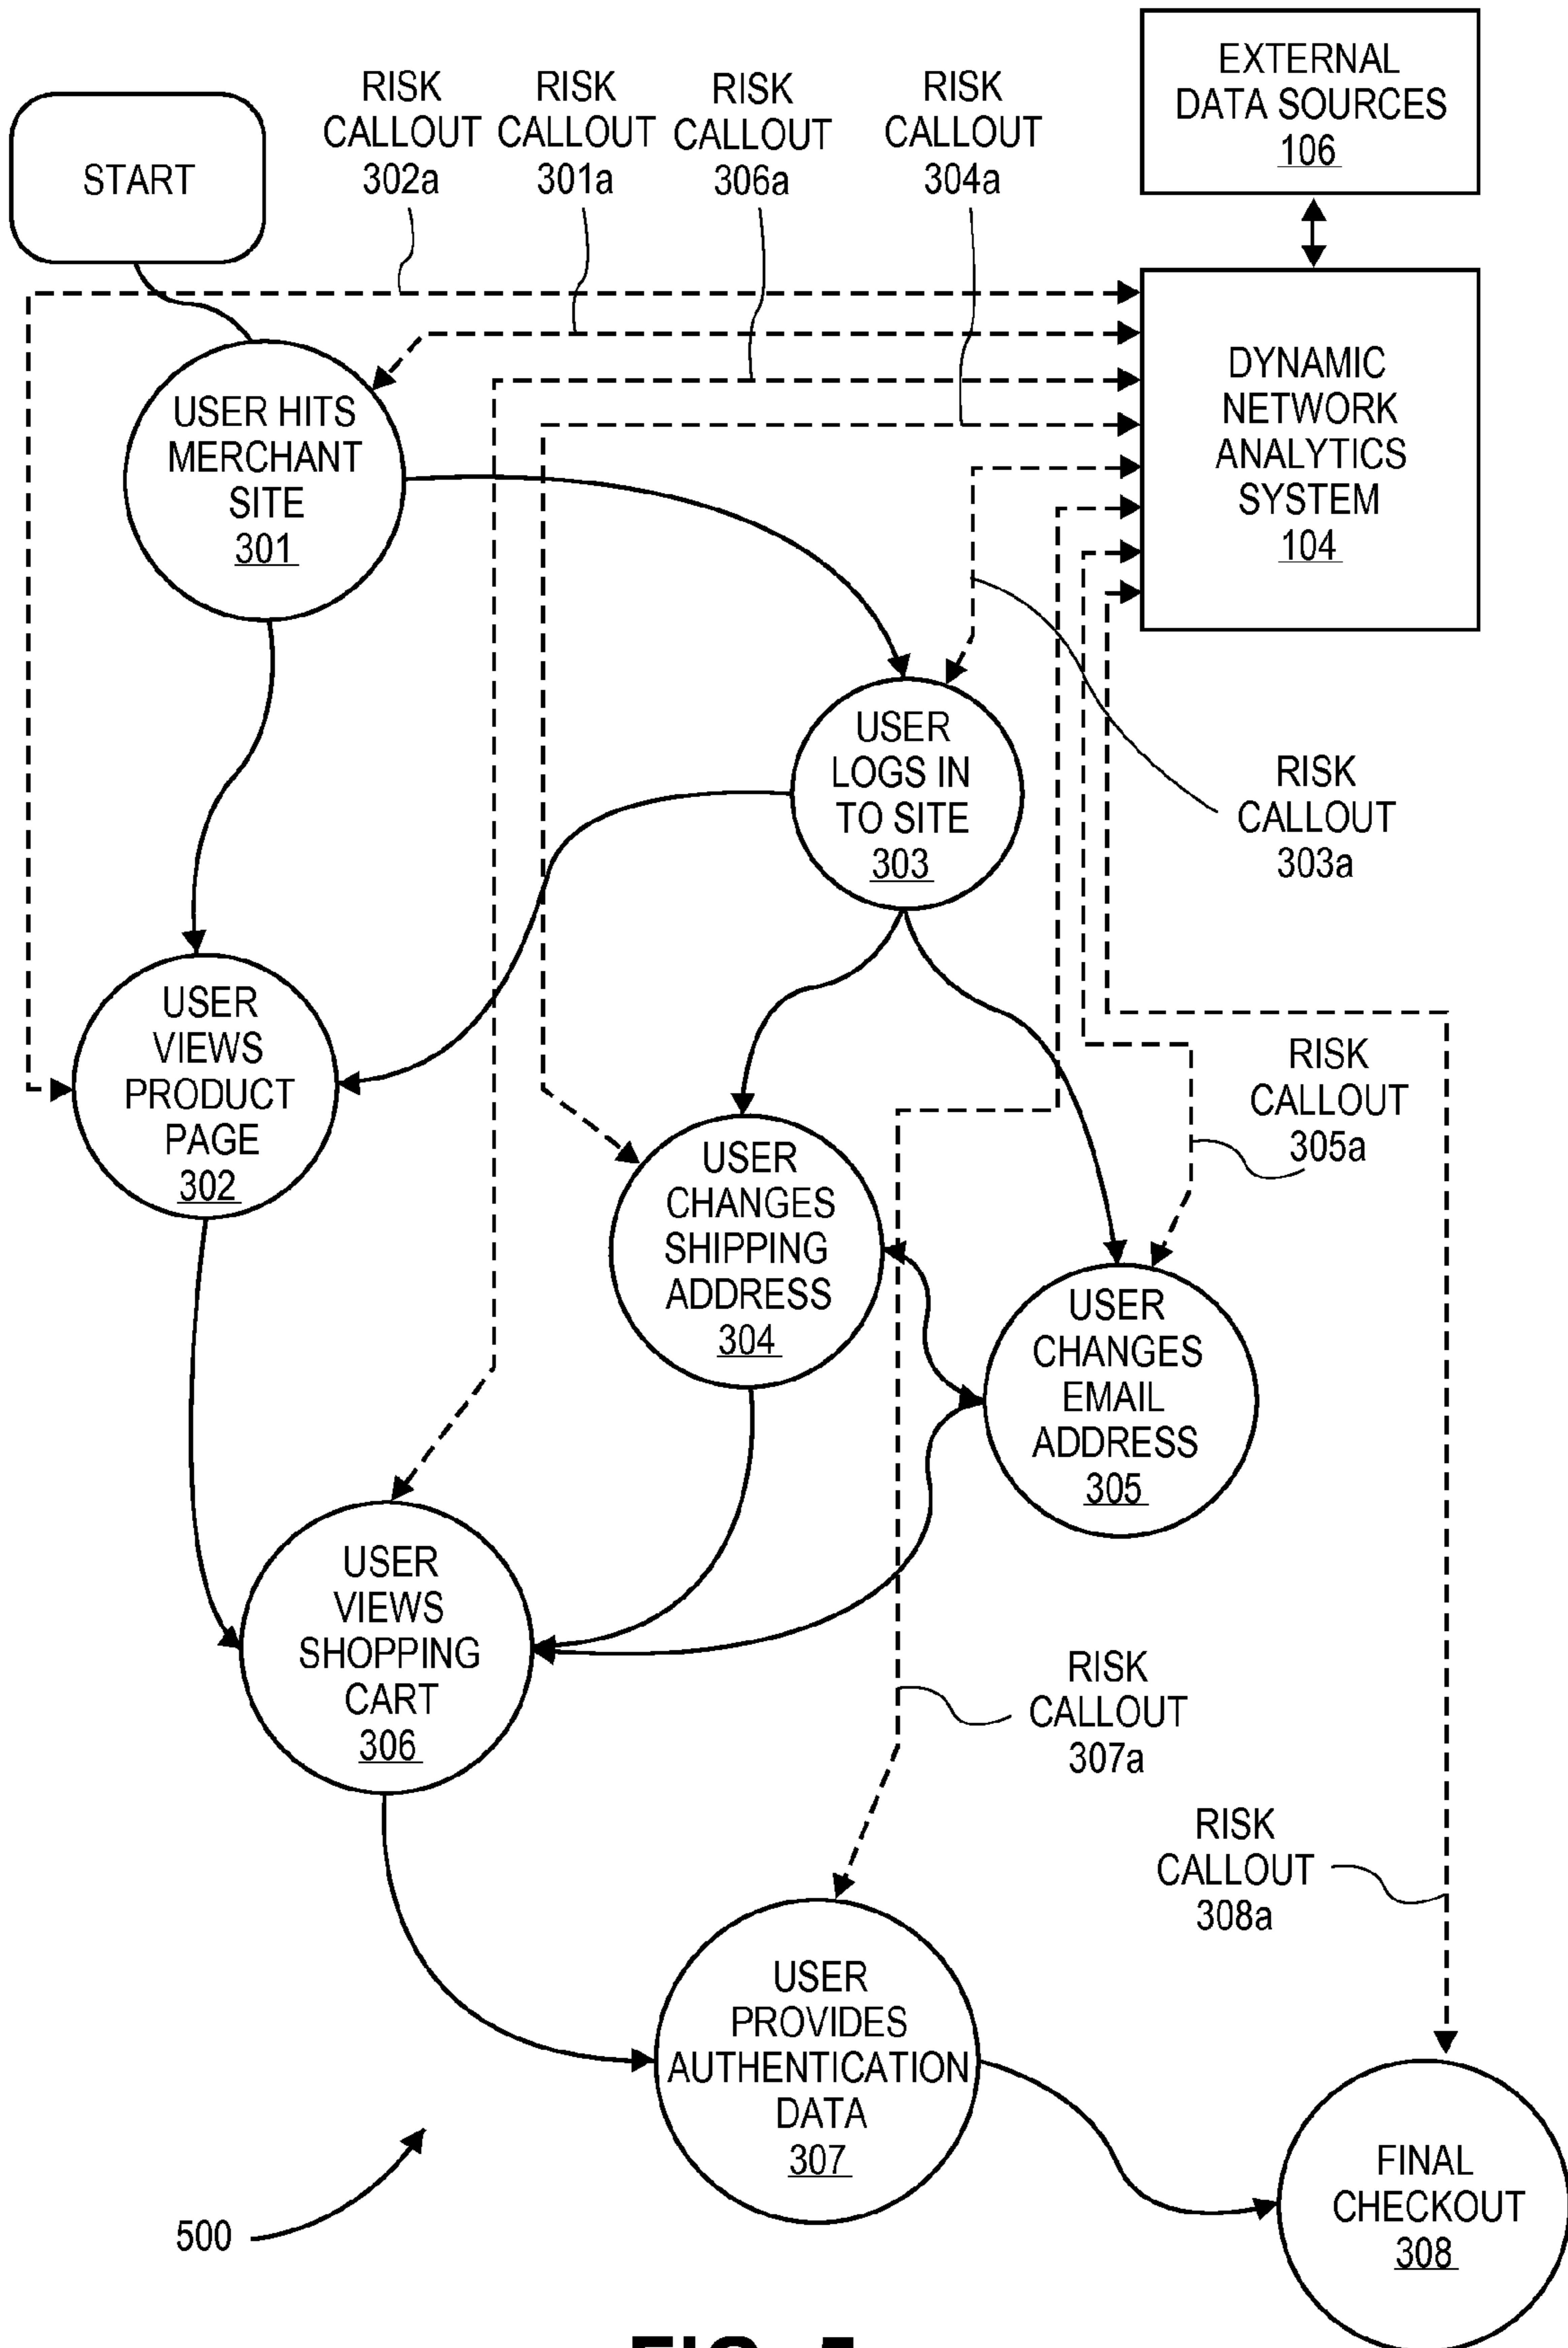 START
RISK
CALLOUT
302a
RISK
CALLOUT
301a
RISK
CALLOUT
306a
RISK
CALLOUT
304a
EXTERNAL
DATA SOURCES
106
DYNAMIC
NETWORK
ANALYTICS
SYSTEM
104
USER HITS
MERCHANT
SITE
301
USER
LOGS IN
TO SITE
303
RISK
CALLOUT
303a
USER
VIEWS
PRODUCT
PAGE
302
RISK
CALLOUT
305a
USER
CHANGES
SHIPPING
ADDRESS
304
USER
CHANGES
EMAIL
ADDRESS
305
USER
VIEWS
SHOPPING
CART
306
RISK
CALLOUT
307a
RISK
CALLOUT
308a
USER
PROVIDES
AUTHENTICATION
DATA
307
FINAL
CHECKOUT
308
500